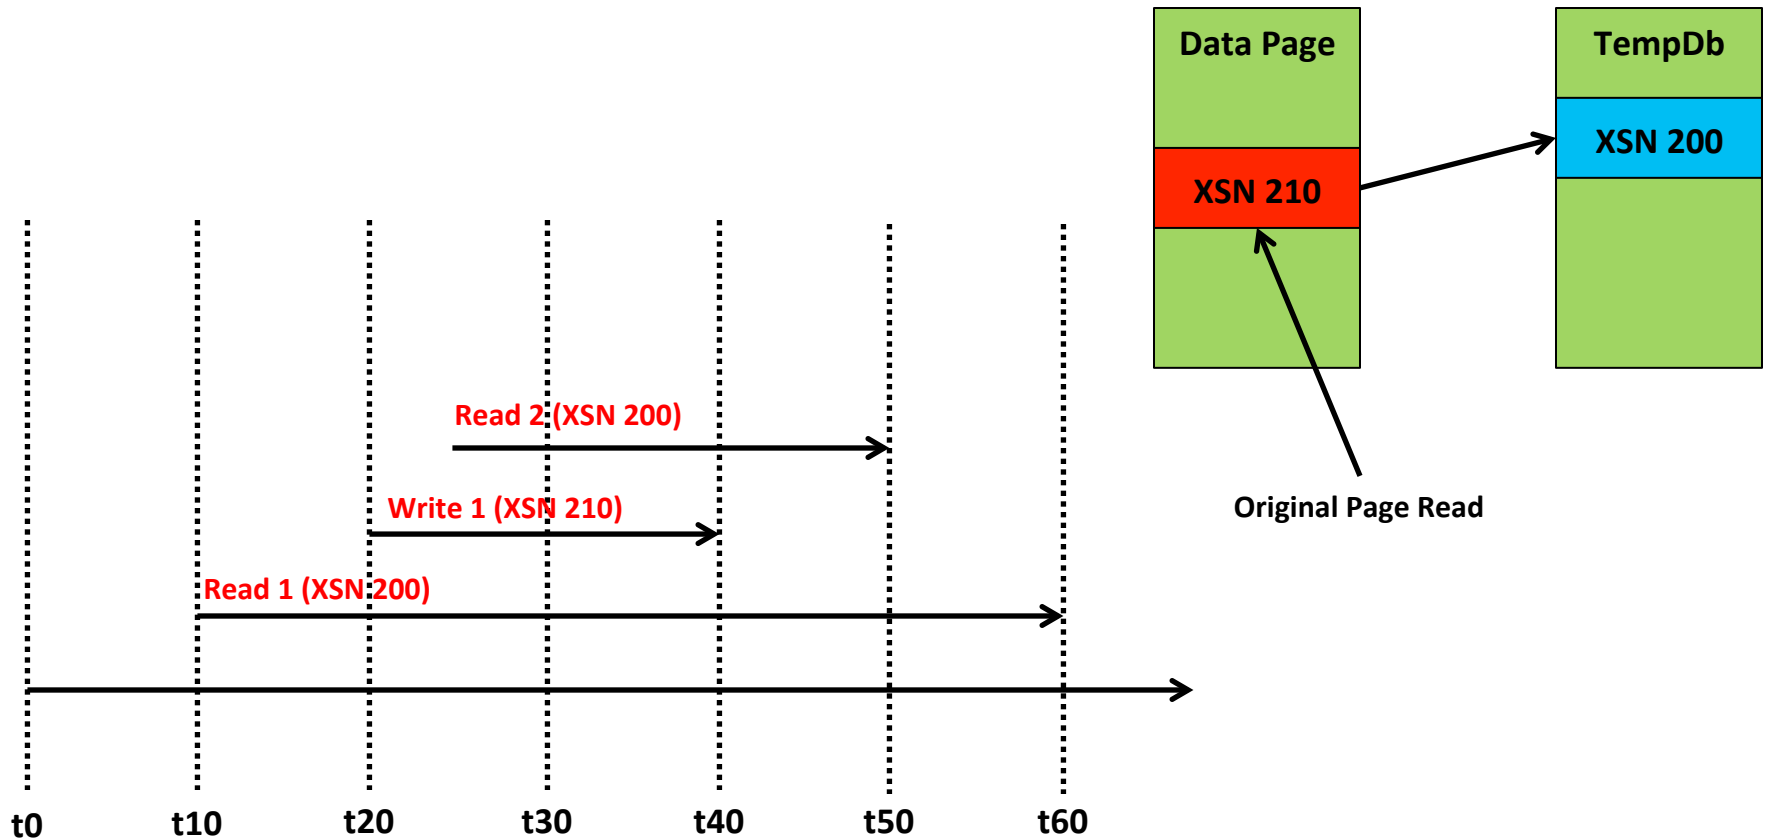 Data Page
TempDb
XSN 210
XSN 200
Read 2 (XSN 200)
Write 1 (XSN 210)
Original Page Read
Read 1 (XSN 200)
t0
t10
t20
t30
t40
t50
t60